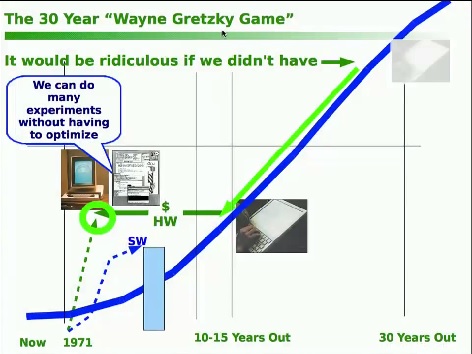 The 30 Year “Wayne Gretzky Game”
It would be ridiculous if we didn't have
We can do
many
experiments
without having
to optimize
$
HW
SW
Now 1971
10-15 Years Out
30 Years Out